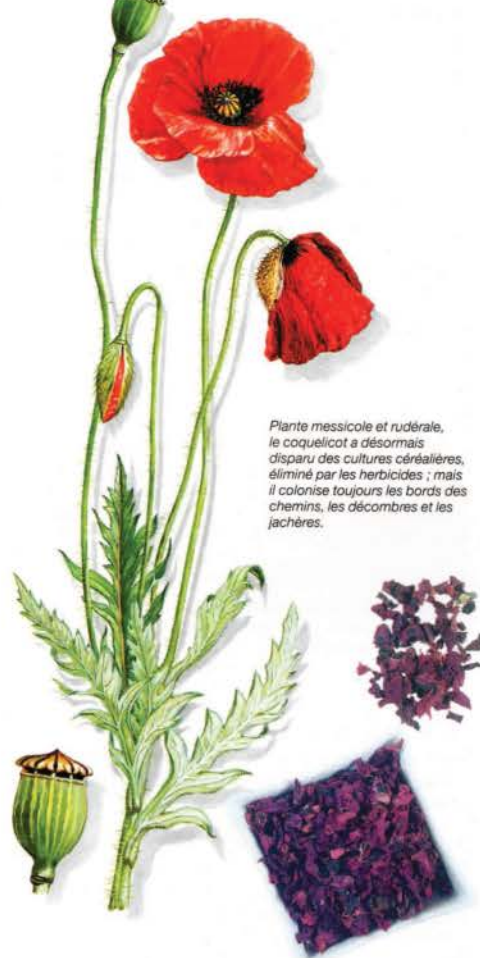 Plante messicole et rudérale,
le coquelicot a désormais
disparu des cultures céréalières,
éliminé par les herbicides ; mais
il colonise toujours les bords des
chemins, les décombres et les
jachères.